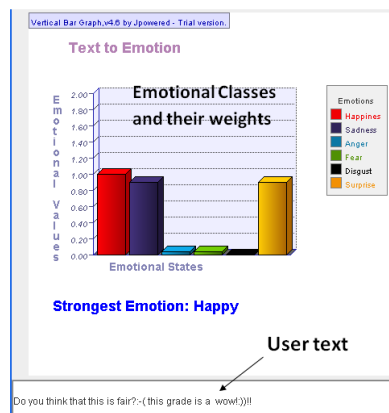 Vertical Bar Graph,v4.6 by Jpowered - Trial version.
Text to Emotion
Emotional Classes
and their weights
Emotional Values
2.00
1.80
1.60
1.40
1.20
1.00
0.80
0.60
0.40
0.20
0.00
Emotional States
Emotions
Happines
Sadness
Anger
Fear
Disgust
Surprise
Strongest Emotion: Happy
User text
Do you think that this is fair?:-( this grade is a wow!:))!!